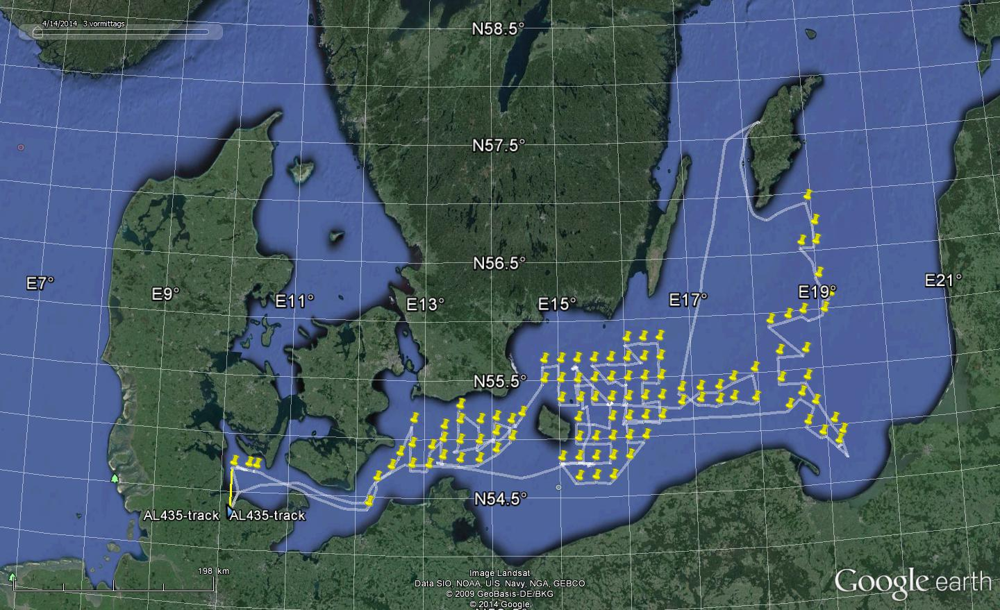 4/14/2014 3 vormittags
N58.5°
N57.5°
N56.5°
E7°
E9°
E11°
E13°
E15°
E17°
E19°
E21°
N55.5°
N54.5°
AL435-track
AL435-track
198 km
Image Landsat
Data SIO, NOAA, U.S. Navy, NGA, GEBCO
© 2009 GeoBasis-DE/BKG
© 2014 Google
Google earth